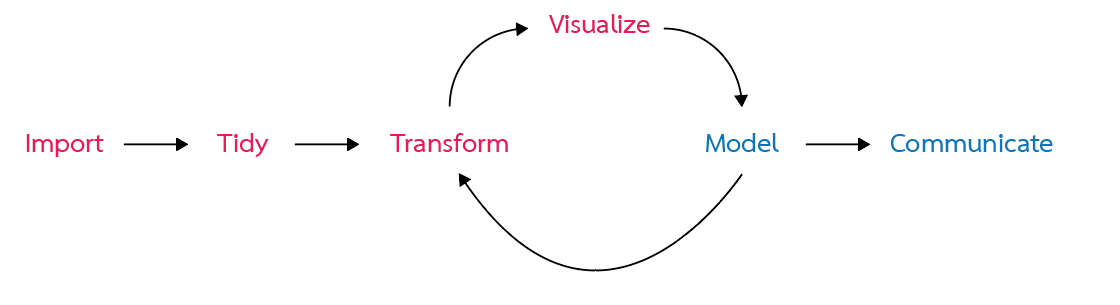 Visualize
Import
Tidy
Transform
Model
Communicate